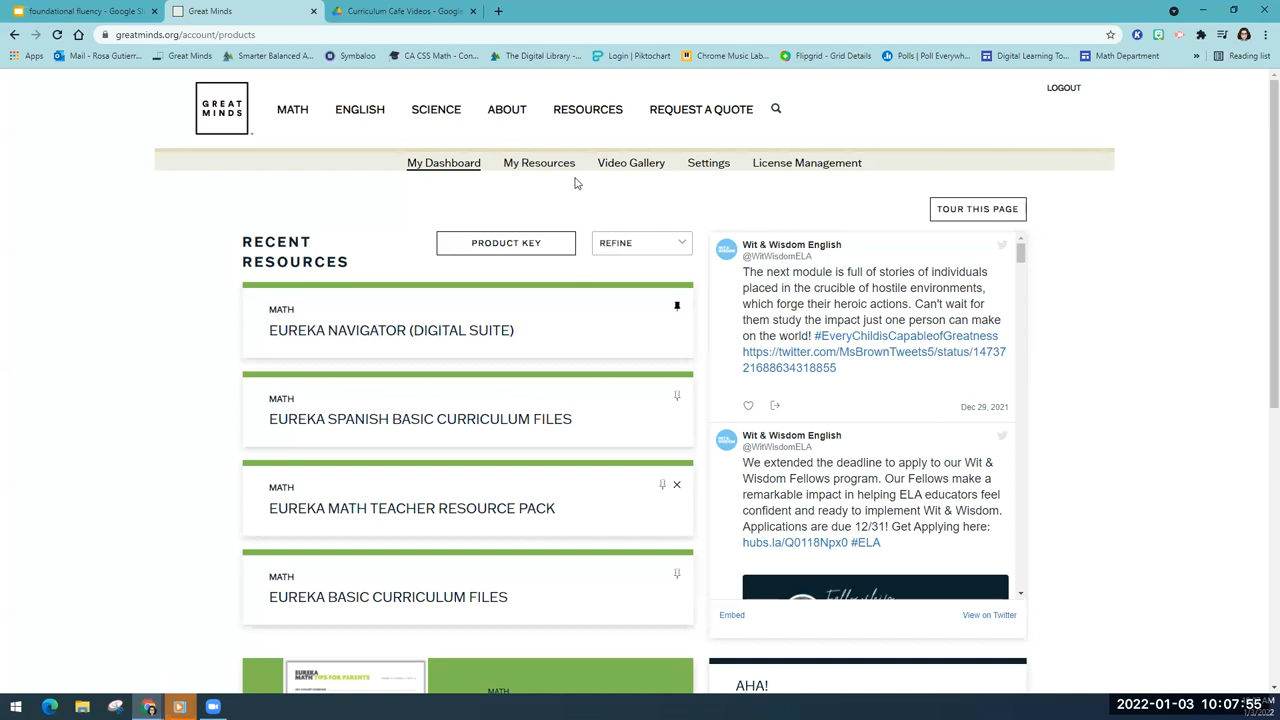 foundational fluency - Google Sl
Great Minds
Curriculum Cafe Videos - Google
greatminds.org/account/products
Apps
Mail - Rosa Gutierr...
Great Minds
Smarter Balanced A...
Symbaloo
CA CSS Math - Con...
The Digital Library -...
Login | Piktochart
Chrome Music Lab...
Flipgrid - Grid Details
Polls | Poll Everywh...
Digital Learning To...
Math Department
Reading list
LOGOUT
GREAT
MINDS
MATH
ENGLISH
SCIENCE
ABOUT
RESOURCES
REQUEST A QUOTE
My Dashboard
My Resources
Video Gallery
Settings
License Management
TOUR THIS PAGE
RECENT
RESOURCES
PRODUCT KEY
REFINE
MATH
EUREKA NAVIGATOR (DIGITAL SUITE)
MATH
EUREKA SPANISH BASIC CURRICULUM FILES
MATH
EUREKA MATH TEACHER RESOURCE PACK
MATH
EUREKA BASIC CURRICULUM FILES
Wit & Wisdom English
@WitWisdomELA
The next module is full of stories of individuals
placed in the crucible of hostile environments,
which forge their heroic actions. Can't wait for
them study the impact just one person can make
on the world! #EveryChildisCapableofGreatness
https://twitter.com/MsBrownTweets5/status/14737
21688634318855
Dec 29, 2021
Wit & Wisdom English
@WitWisdomELA
We extended the deadline to apply to our Wit &
Wisdom Fellows program. Our Fellows make a
remarkable impact in helping ELA educators feel
confident and ready to implement Wit & Wisdom.
Applications are due 12/31! Get Applying here:
hubs.la/Q0118Npx0 #ELA
Embed
View on Twitter
EUREKA
MATH TIPS FOR PARENTS
MATH
AHA!
2022-01-03 10:07:55